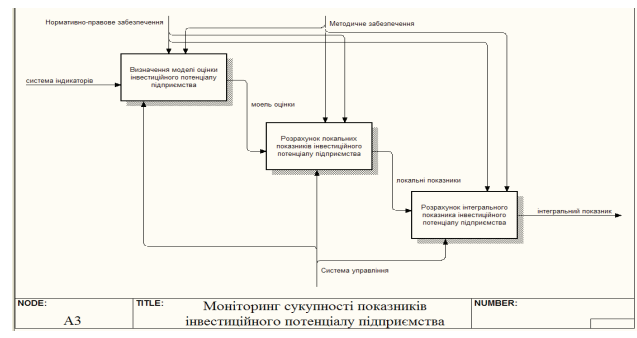 Нормативно-правове забезпечення
Методичне забезпечення
Визначення моделі оцінки
інвестиційного потенціалу
підприємства
система індикаторів
моель оцінки
Розрахунок локальних
показників інвестиційного
потенціалу підприємства
локальні показники
Розрахунок інтегрального
показника інвестиційного
потенціалу підприємства
інтегральний показник
Система управління
NODE:
A3
TITLE:
Моніторинг сукупності показників
інвестиційного потенціалу підприємства
NUMBER: